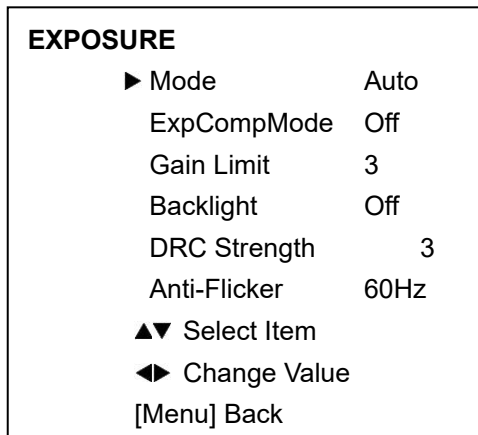 EXPOSURE
▶ Mode Auto
ExpCompMode Off
Gain Limit 3
Backlight Off
DRC Strength 3
Anti-Flicker 60Hz
▲▼ Select Item
◀▶ Change Value
[Menu] Back